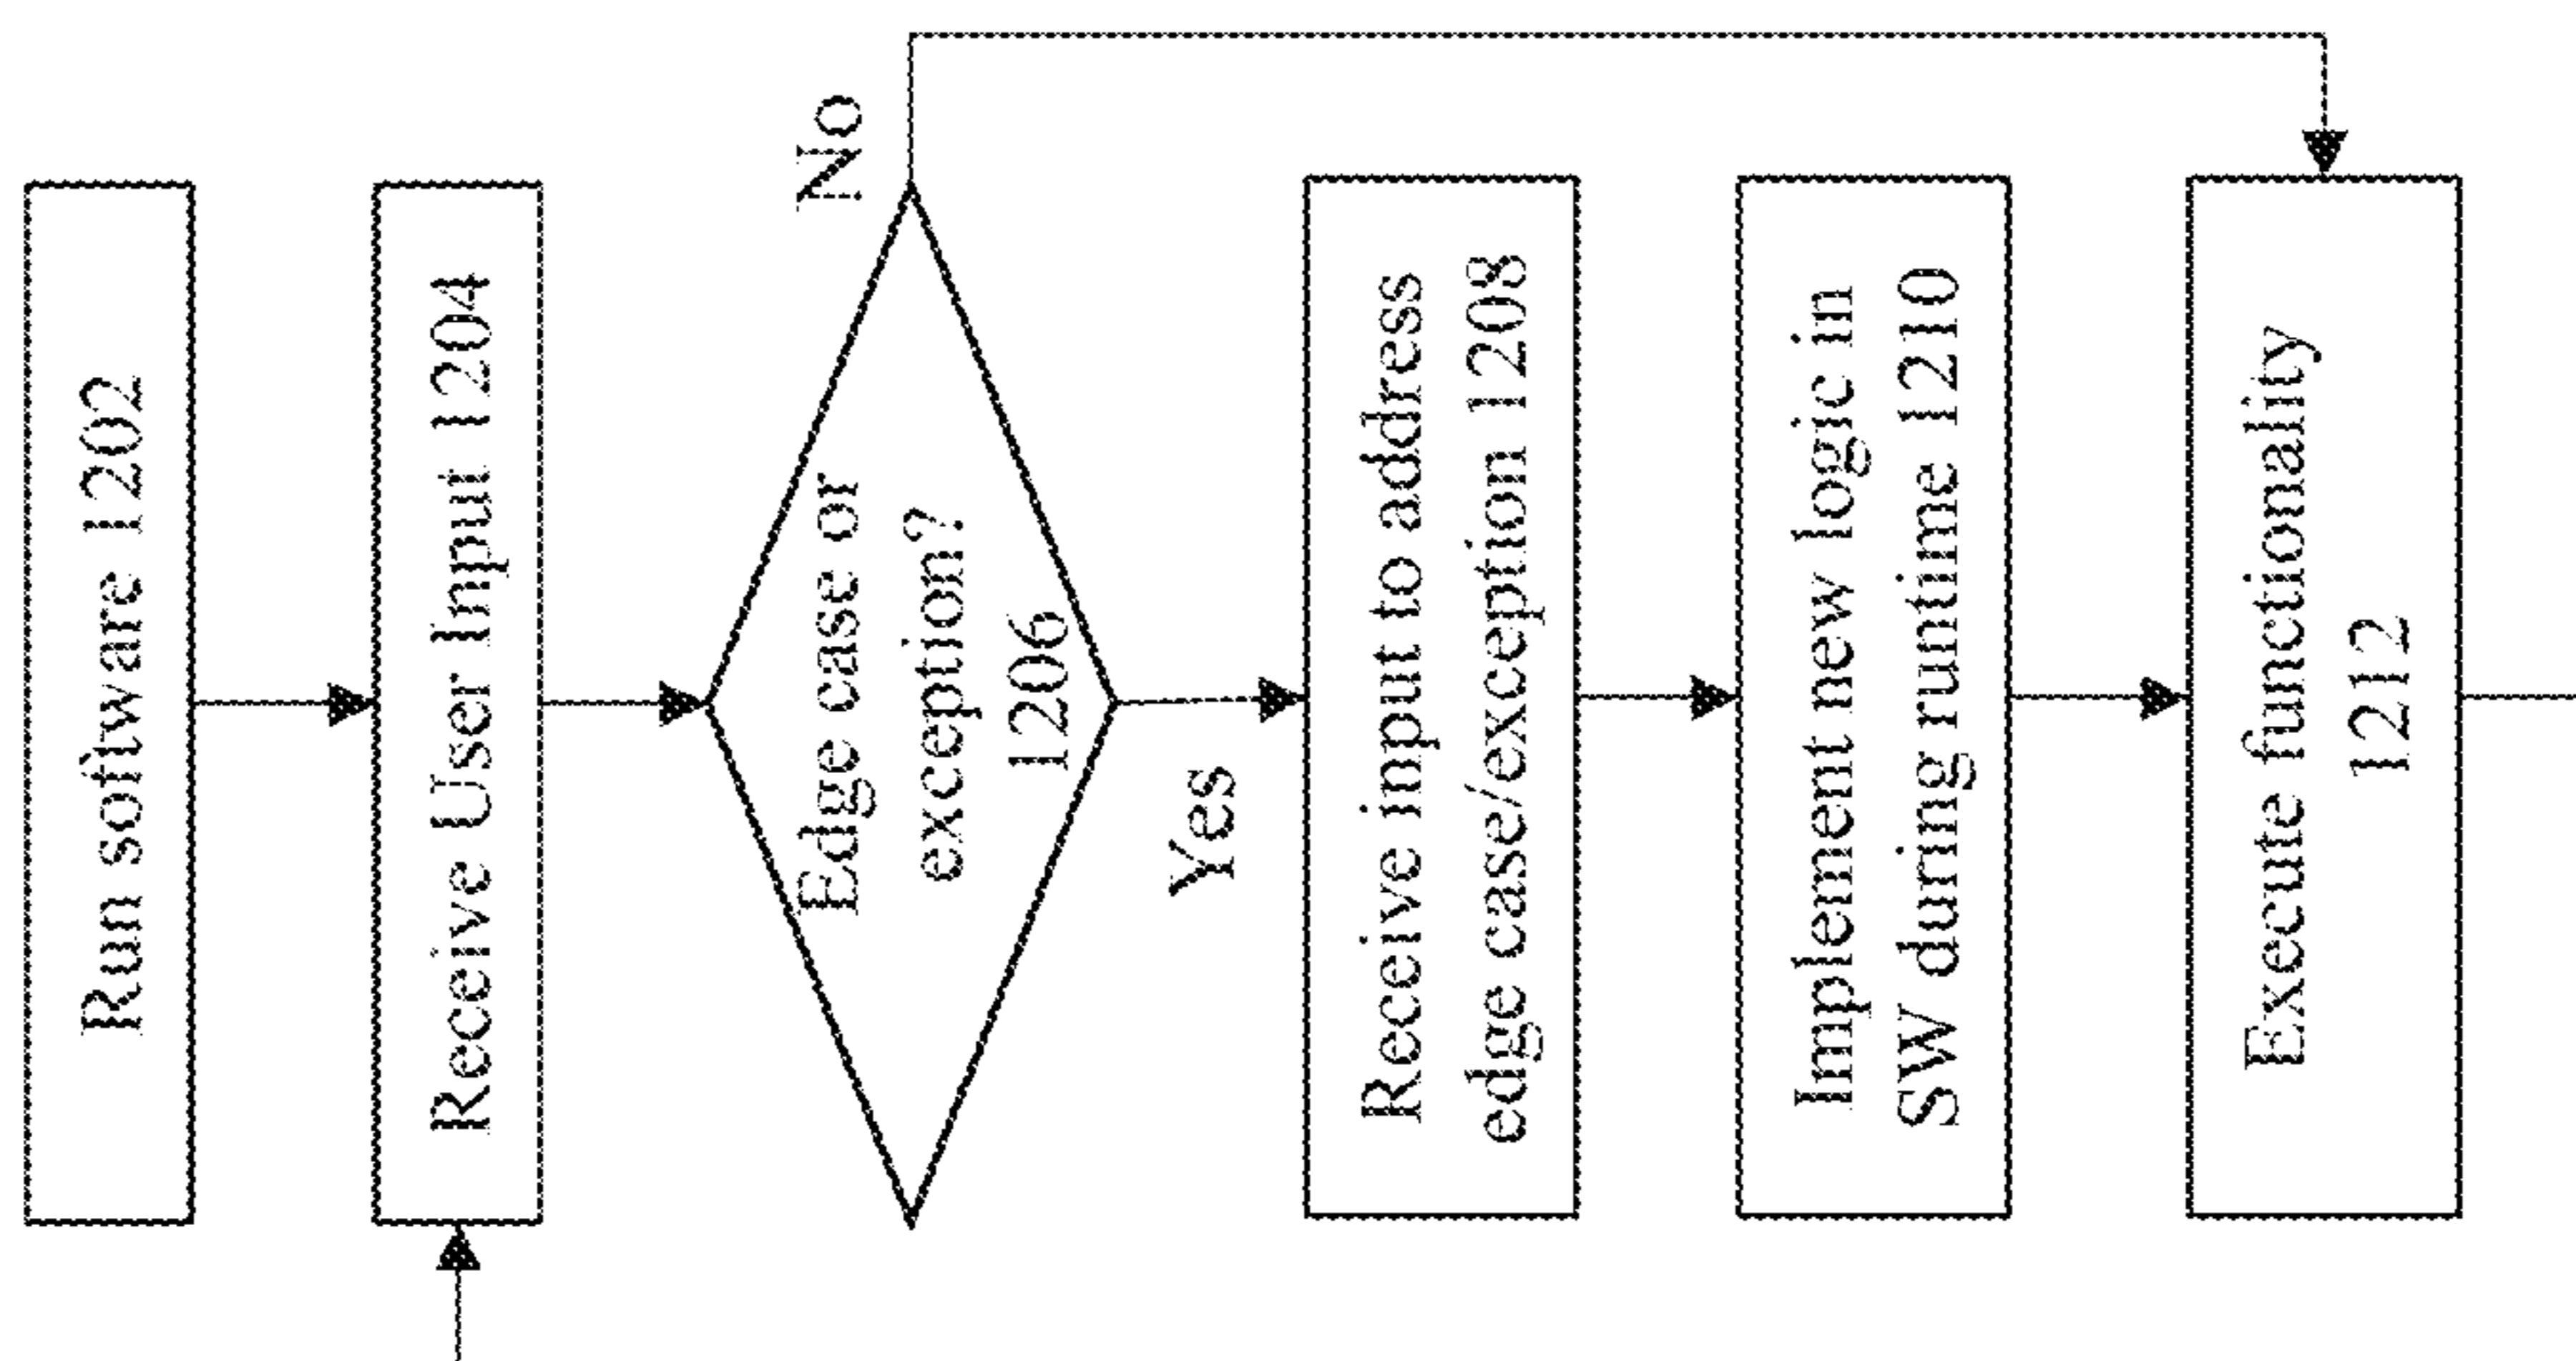 Run software 1202
Receive User Input 1204
Edge case or
exception?
1206
No
Yes
Receive input to address
edge case/exception 1208
Implement new logic in
SW during runtime 1210
Execute functionality
1212